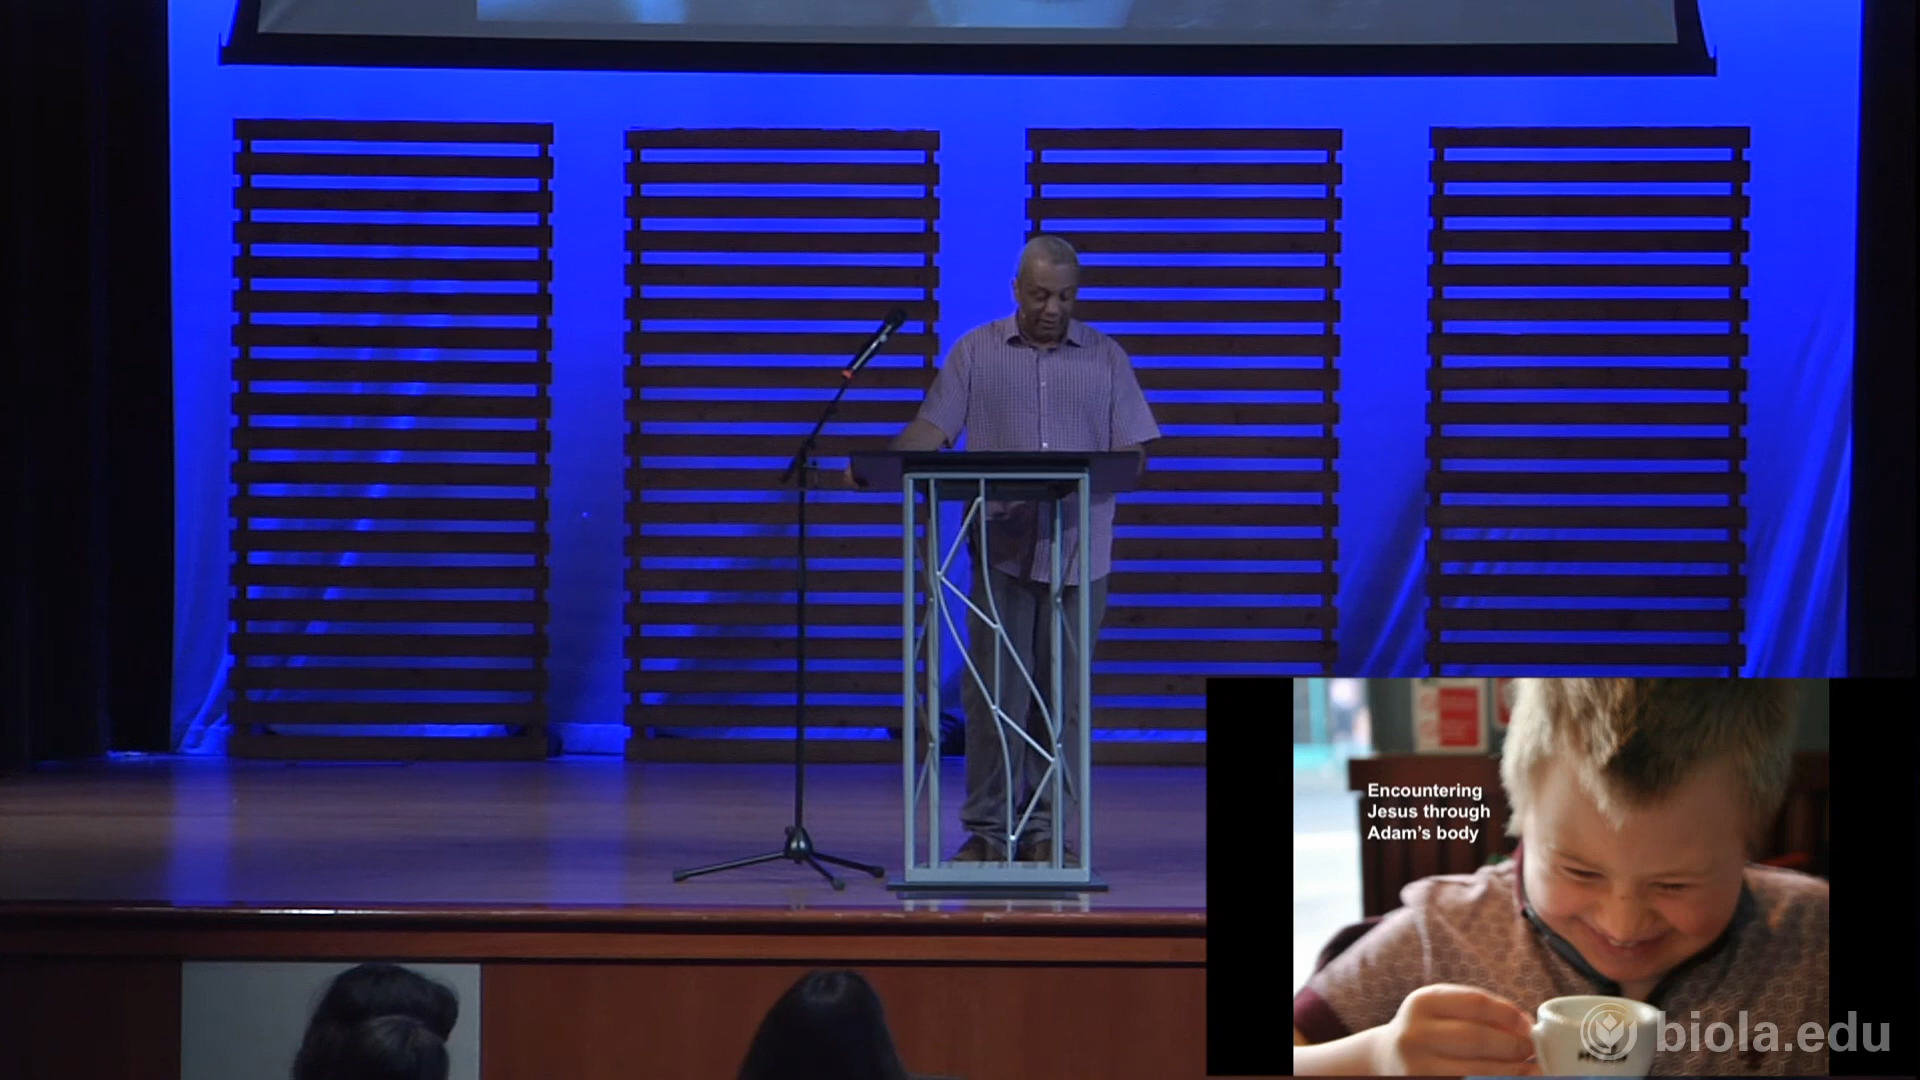 Encountering
Jesus through
Adam's body
biola.edu